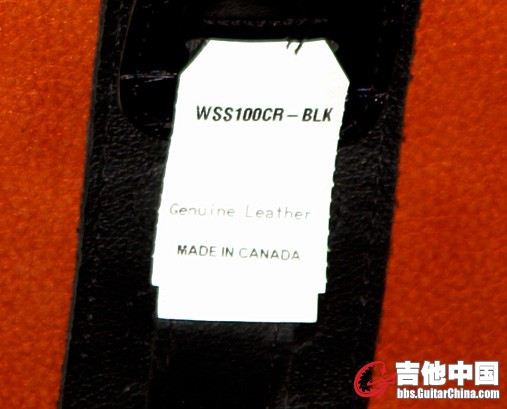 WSS100CR-BLK
Genuine Leather
MADE IN CANADA
吉他中国
bbs.GuitarChina.com